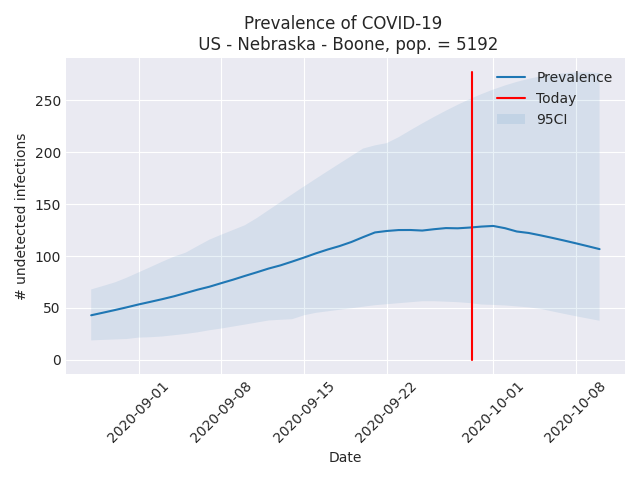 Prevalence of COVID-19
US - Nebraska - Boone, pop. = 5192
Prevalence
Today
95CI
# undetected infections
250
200
150
100
50
0
2020-09-01
2020-09-08
2020-09-15
2020-09-22
2020-10-01
2020-10-08
Date